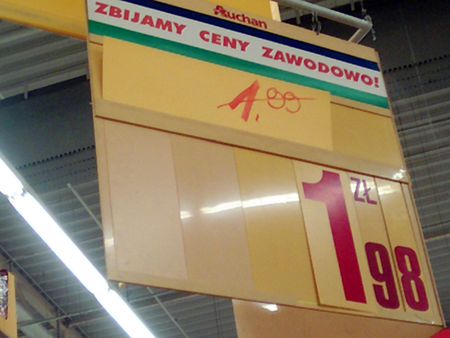 Auchan
ZBIJAMY CENY ZAWODOWO!
1.99
1 ZŁ 98